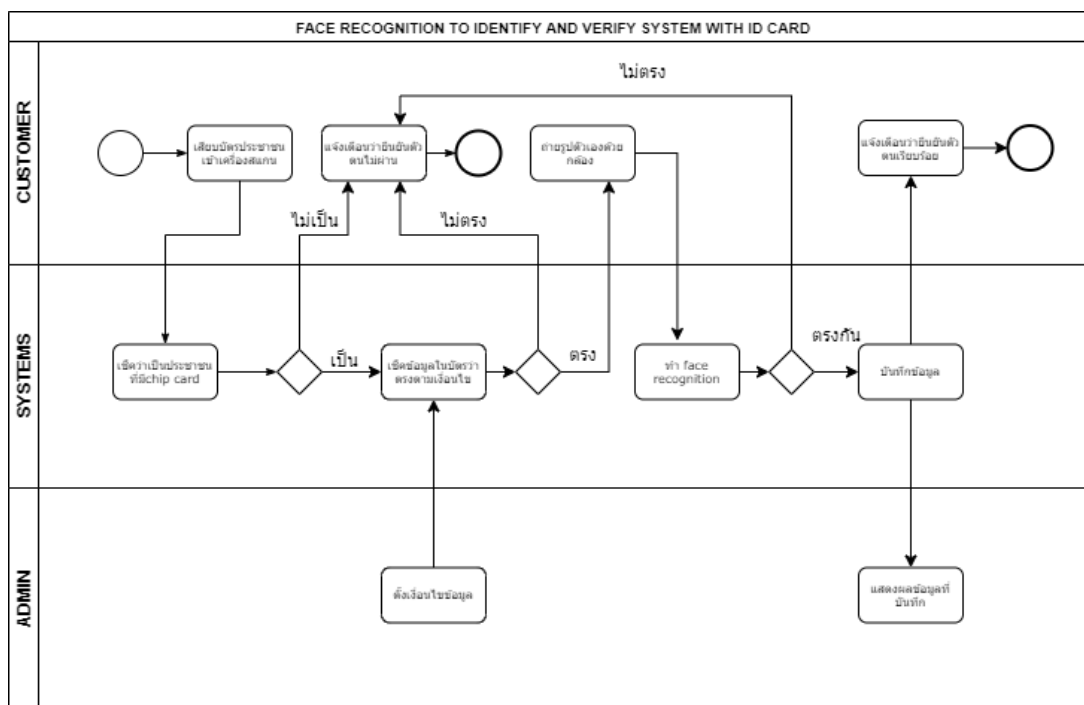 FACE RECOGNITION TO IDENTIFY AND VERIFY SYSTEM WITH ID CARD
CUSTOMER
ไม่ตรง
เสียบบัตรประชาชน
เข้าเครื่องสแกน
แจ้งเตือนว่ายืนยันตัว
ตนไม่ผ่าน
ถ่ายรูปตัวเองด้วย
กล้อง
แจ้งเตือนว่ายืนยันตัว
ตนเรียบร้อย
ไม่เป็น
ไม่ตรง
SYSTEMS
เช็คว่าเป็นประชาชน
ที่มีchip card
เป็น
เช็คข้อมูลในบัตรว่า
ตรงตามเงื่อนไข
ตรง
ทำ face
recognition
ตรงกัน
บันทึกข้อมูล
ADMIN
ตั้งเงื่อนไขข้อมูล
แสดงผลข้อมูลที่
บันทึก